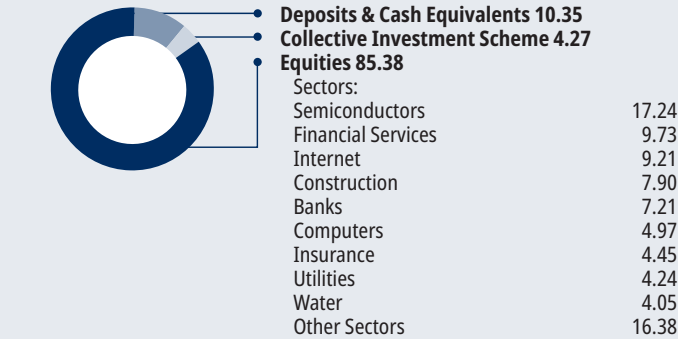 Deposits & Cash Equivalents 10.35
Collective Investment Scheme 4.27
Equities 85.38
Sectors:
Semiconductors 17.24
Financial Services 9.73
Internet 9.21
Construction 7.90
Banks 7.21
Computers 4.97
Insurance 4.45
Utilities 4.24
Water 4.05
Other Sectors 16.38